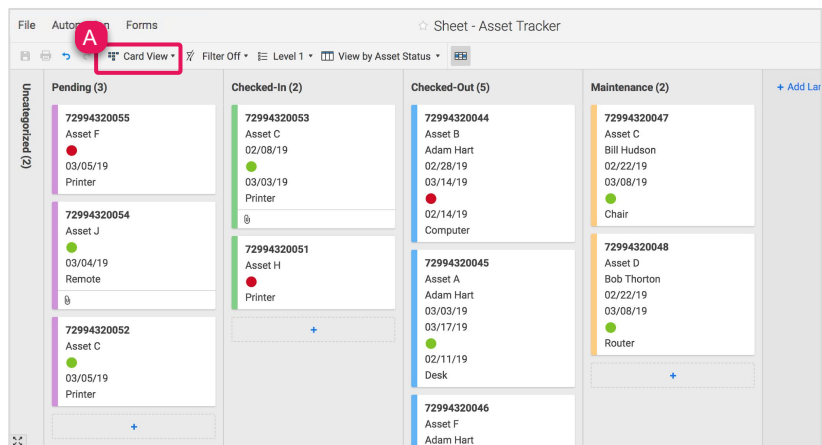 File Automation Forms
Sheet - Asset Tracker
A
Card View Filter Off Level 1 View by Asset Status
Uncategorized (2)
Pending (3)
72994320055
Asset F
03/05/19
Printer
72994320054
Asset J
03/04/19
Remote
72994320052
Asset C
03/05/19
Printer
+
Checked-In (2)
72994320053
Asset C
02/08/19
03/03/19
Printer
72994320051
Asset H
Printer
+
Checked-Out (5)
72994320044
Asset B
Adam Hart
02/28/19
03/14/19
02/14/19
Computer
72994320045
Asset A
Adam Hart
03/03/19
03/17/19
02/11/19
Desk
72994320046
Asset F
Adam Hart
Maintenance (2)
72994320047
Asset C
Bill Hudson
02/22/19
03/08/19
Chair
72994320048
Asset D
Bob Thorton
02/22/19
03/08/19
Router
+
+ Add Lan